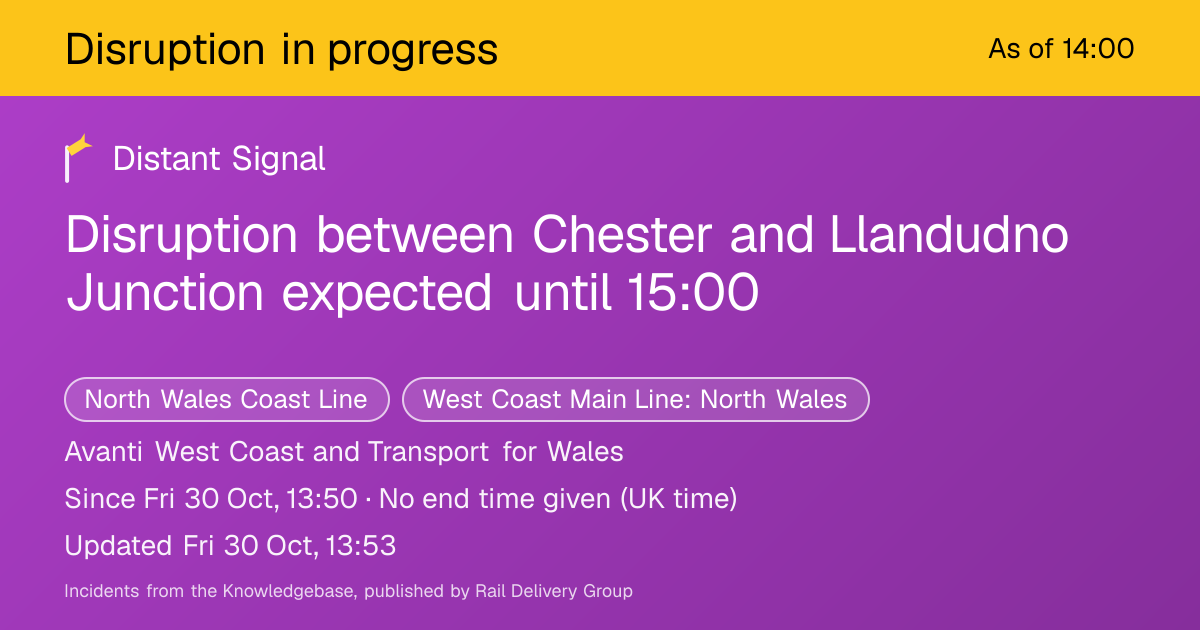 Disruption in progress
As of 14:00
Distant Signal
Disruption between Chester and Llandudno
Junction expected until 15:00
North Wales Coast Line
West Coast Main Line: North Wales
Avanti West Coast and Transport for Wales
Since Fri 30 Oct, 13:50 · No end time given (UK time)
Updated Fri 30 Oct, 13:53
Incidents from the Knowledgebase, published by Rail Delivery Group